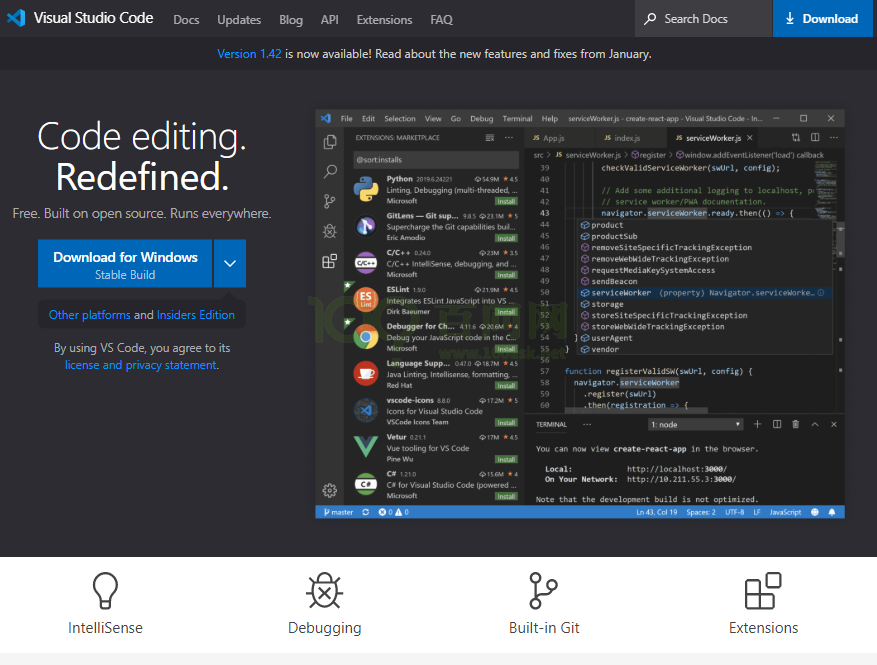 Visual Studio Code Docs Updates Blog API Extensions FAQ Search Docs Download
Version 1.42 is now available! Read about the new features and fixes from January.
Code editing.
Redefined.
Free. Built on open source. Runs everywhere.
Download for Windows
Stable Build
Other platforms and Insiders Edition
By using VS Code, you agree to its
license and privacy statement.
File Edit Selection View Go Debug Terminal Help serviceWorker.js - create-react-app - Visual Studio Code - In...
EXTENSIONS: MARKETPLACE
@sort:installs
Python 2019.6.24221 54.9M 4.5
Linting, Debugging (multi-threaded, ...
Microsoft Install
GitLens — Git sup... 9.8.5 23.1M 5
Supercharge the Git capabilities buil...
Eric Amodio Install
C/C++ 0.24.0 23M 3.5
C/C++ IntelliSense, debugging, and ...
Microsoft Install
ESLint 1.9.0 21.9M 4.5
Integrates ESLint JavaScript into VS ...
Dirk Baeumer Install
Debugger for Ch... 4.11.6 20.6M 4
Debug your JavaScript code in the C...
Microsoft Install
Language Supp... 0.47.0 18.7M 4.5
Java Linting, Intellisense, formatting, ...
Red Hat Install
vscode-icons 8.8.0 17.2M 5
Icons for Visual Studio Code
VSCode Icons Team Install
Vetur 0.21.1 17M 4.5
Vue tooling for VS Code
Pine Wu Install
C# 1.21.0 15.6M 4
C# for Visual Studio Code (powered ...
Microsoft Install
JS App.js JS index.js JS serviceWorker.js
src > JS serviceWorker.js > register > window.addEventListener('load') callback
39 checkValidServiceWorker(swUrl, config);
40
41 // Add some additional logging to localhost, p
42 // service worker/PWA documentation.
43 navigator.serviceWorker.ready.then(() => {
44 product
45 productSub
46 removeSiteSpecificTrackingException
47 removeWebWideTrackingException
48 requestMediaKeySystemAccess
49 sendBeacon
50 serviceWorker (property) Navigator.serviceWorke...
51 storage
52 storeSiteSpecificTrackingException
53 storeWebWideTrackingException
54 } userAgent
55 } vendor
56
57 function registerValidSW(swUrl, config) {
58 navigator.serviceWorker
59 .register(swUrl)
60 .then(registration => {
TERMINAL ... 1: node
You can now view create-react-app in the browser.
Local: http://localhost:3000/
On Your Network: http://10.211.55.3:3000/
Note that the development build is not optimized.
master 0 0 Ln 43, Col 19 Spaces: 2 UTF-8 LF JavaScript
IntelliSense Debugging Built-in Git Extensions